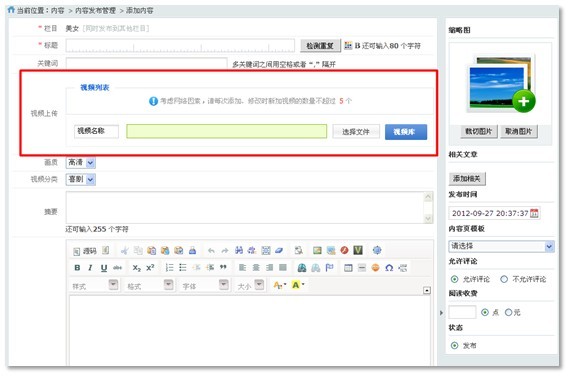 当前位置：内容 > 内容发布管理 > 添加内容
* 栏目 美女 [同时发布到其他栏目]
* 标题 检测重复 B 还可输入80 个字符
关键词 多关键词之间用空格或者“,” 隔开
视频列表
考虑网络因素，请每次添加、修改时新加视频的数量不超过 5个
视频上传
视频名称 选择文件 视频库
画质 高清
视频分类 喜剧
摘要
还可输入255 个字符
源码
B I U abc X₂ X²
样式 格式 字体 大小 A A
缩略图
裁切图片 取消图片
相关文章
添加相关
发布时间
2012-09-27 20:37:37
内容页模板
请选择
允许评论
允许评论 不允许评论
阅读收费
点 元
状态
发布